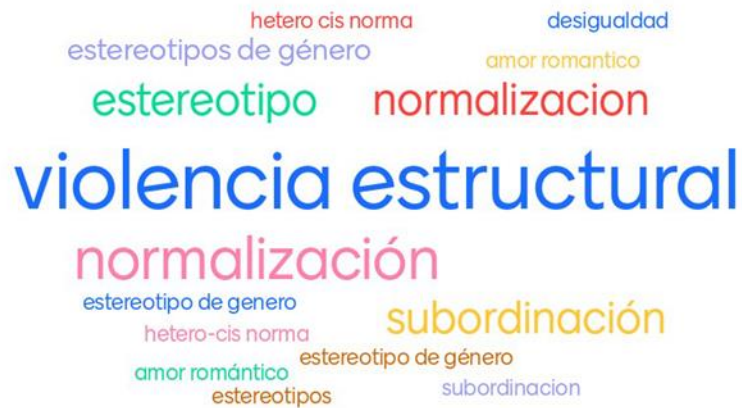 hetero cis norma desigualdad
estereotipos de género amor romantico
estereotipo normalizacion
violencia estructural
normalización
estereotipo de genero
subordinación
hetero-cis norma
estereotipo de género
amor romántico
subordinacion
estereotipos